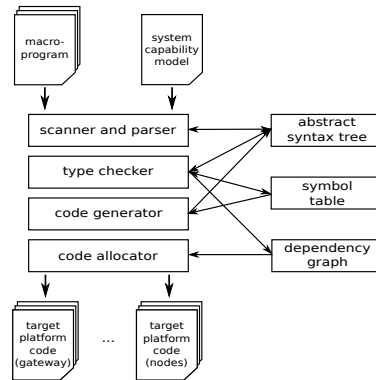 macro-
program
system
capability
model
scanner and parser
abstract
syntax tree
type checker
symbol
table
code generator
code allocator
dependency
graph
target
platform
code
(gateway)
...
target
platform
code
(nodes)